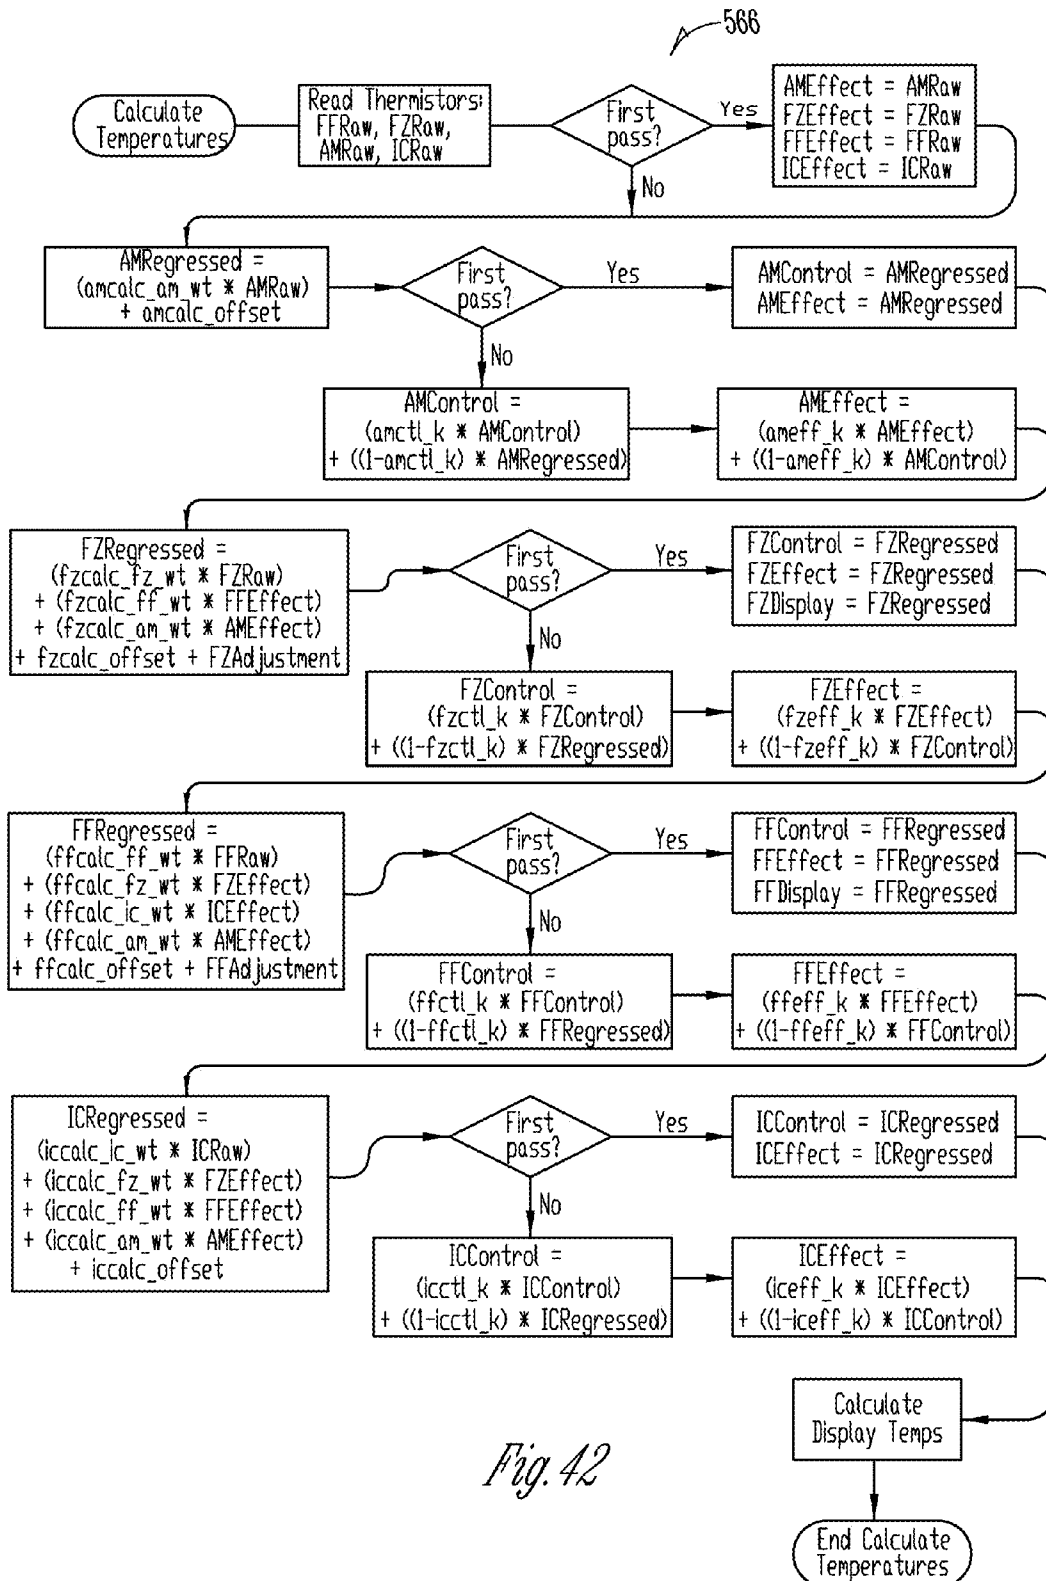 566
Calculate
Temperatures
Read Thermistors:
FFRaw, FZRaw,
AMRaw, ICRaw
First
pass?
Yes
AMEffect = AMRaw
FZEffect = FZRaw
FFEffect = FFRaw
ICEffect = ICRaw
No
AMRegressed =
(amcalc_am_wt * AMRaw)
+ amcalc_offset
First
pass?
Yes
AMControl = AMRegressed
AMEffect = AMRegressed
No
AMControl =
(amctl_k * AMControl)
+ ((1-amctl_k) * AMRegressed)
AMEffect =
(ameff_k * AMEffect)
+ ((1-ameff_k) * AMControl)
FZRegressed =
(fzcalc_fz_wt * FZRaw)
+ (fzcalc_ff_wt * FFEffect)
+ (fzcalc_am_wt * AMEffect)
+ fzcalc_offset + FZAdjustment
First
pass?
Yes
FZControl = FZRegressed
FZEffect = FZRegressed
FZDisplay = FZRegressed
No
FZControl =
(fzctl_k * FZControl)
+ ((1-fzctl_k) * FZRegressed)
FZEffect =
(fzeff_k * FZEffect)
+ ((1-fzeff_k) * FZControl)
FFRegressed =
(ffcalc_ff_wt * FFRaw)
+ (ffcalc_fz_wt * FZEffect)
+ (ffcalc_ic_wt * ICEffect)
+ (ffcalc_am_wt * AMEffect)
+ ffcalc_offset + FFAdjustment
First
pass?
Yes
FFControl = FFRegressed
FFEffect = FFRegressed
FFDisplay = FFRegressed
No
FFControl =
(ffctl_k * FFControl)
+ ((1-ffctl_k) * FFRegressed)
FFEffect =
(ffeff_k * FFEffect)
+ ((1-ffeff_k) * FFControl)
ICRegressed =
(iccalc_ic_wt * ICRaw)
+ (iccalc_fz_wt * FZEffect)
+ (iccalc_ff_wt * FFEffect)
+ (iccalc_am_wt * AMEffect)
+ iccalc_offset
First
pass?
Yes
ICControl = ICRegressed
ICEffect = ICRegressed
No
ICControl =
(icctl_k * ICControl)
+ ((1-icctl_k) * ICRegressed)
ICEffect =
(iceff_k * ICEffect)
+ ((1-iceff_k) * ICControl)
Calculate
Display Temps
Fig. 42
End Calculate
Temperatures